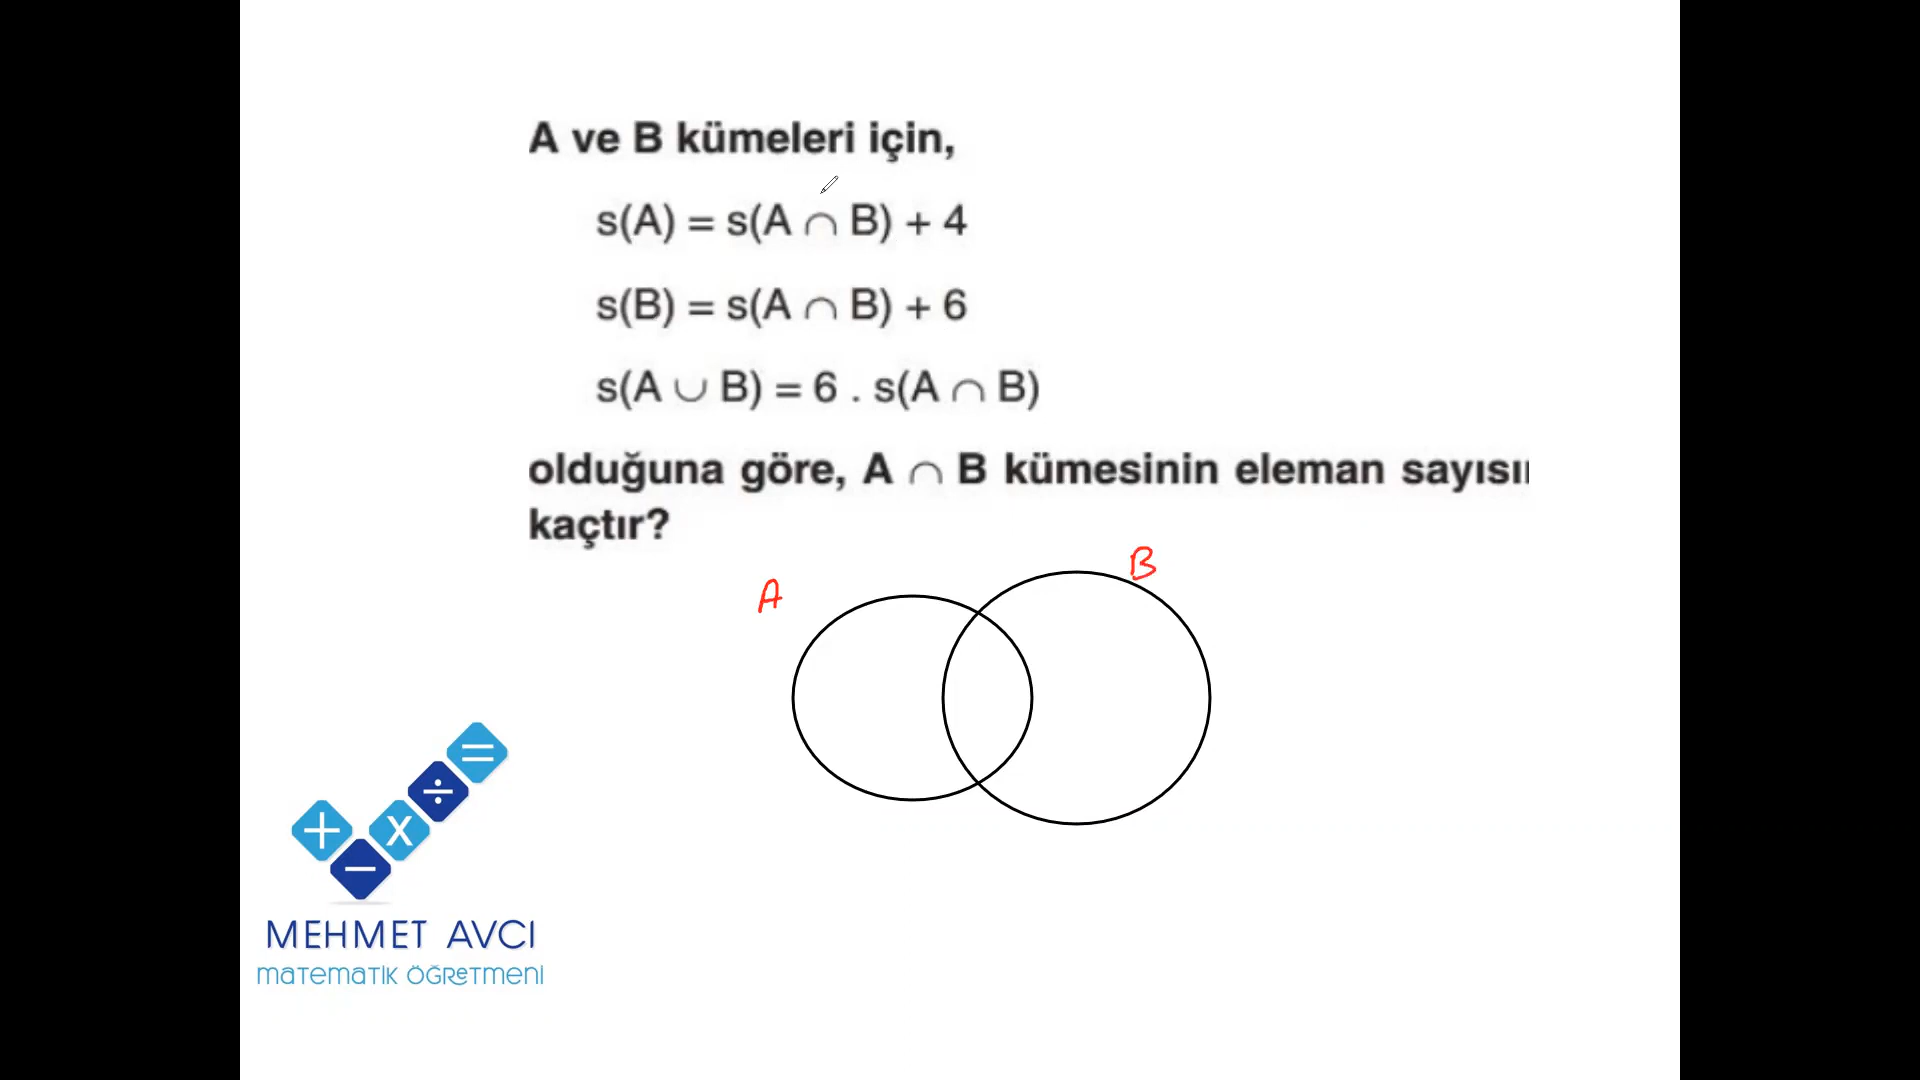 A ve B kümeleri için,
s(A) = s(A ∩ B) + 4
s(B) = s(A ∩ B) + 6
s(A ∪ B) = 6 . s(A ∩ B)
olduğuna göre, A ∩ B kümesinin eleman sayısı
kaçtır?
A
B
+ − x ÷ =
MEHMET AVCI
matematik öğretmeni